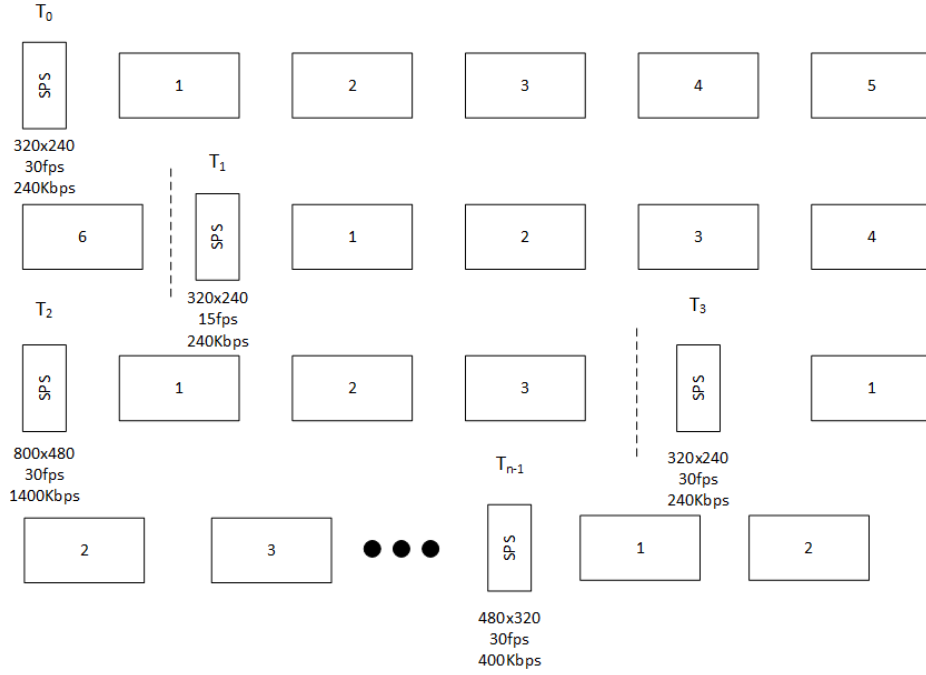 T0
SPS 1 2 3 4 5
320x240
30fps
240Kbps
T1
6 SPS 1 2 3 4
320x240
15fps
240Kbps
T2
T3
SPS 1 2 3 SPS 1
800x480
30fps
1400Kbps
320x240
30fps
240Kbps
Tn-1
2 3 SPS 1 2
480x320
30fps
400Kbps